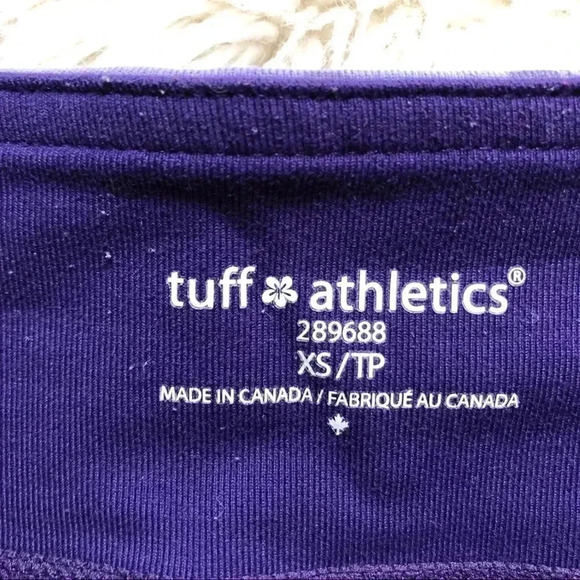 tuff athletics®
289688
XS/TP
MADE IN CANADA / FABRIQUÉ AU CANADA